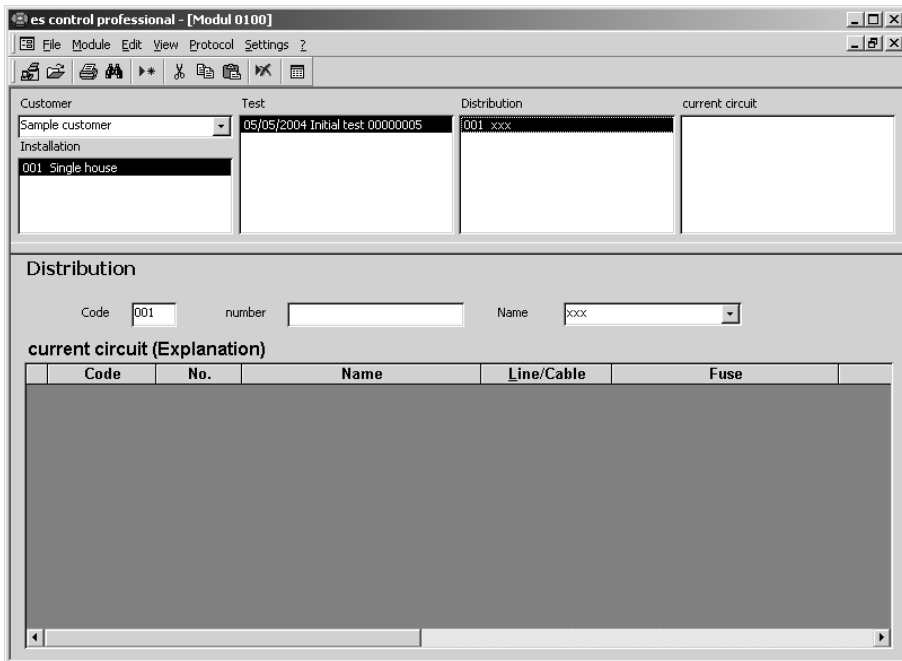 es control professional - [Modul 0100]
File Module Edit View Protocol Settings ?
Customer Test Distribution current circuit
Sample customer 05/05/2004 Initial test 00000005 001 xxx
Installation
001 Single house
Distribution
Code 001 number Name xxx
current circuit (Explanation)
Code No. Name Line/Cable Fuse